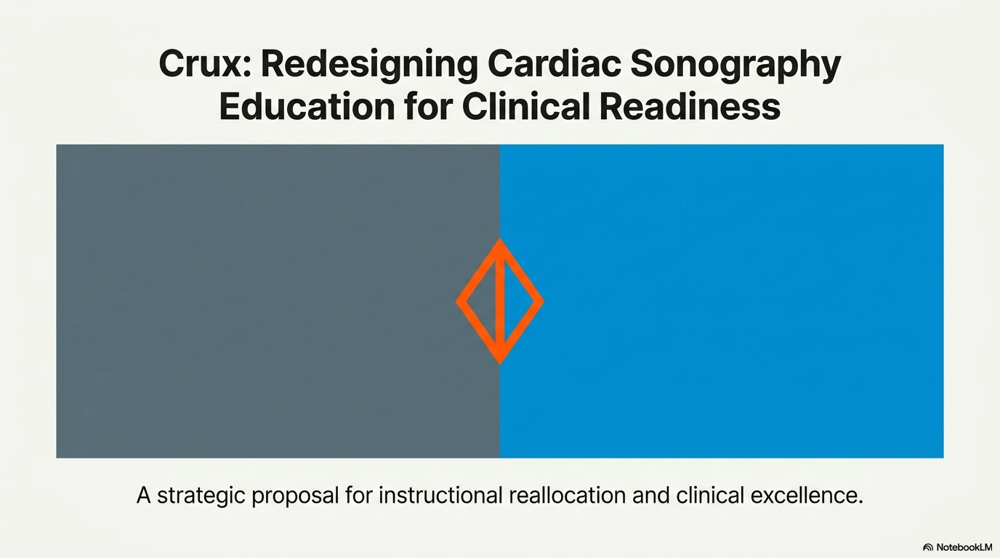 Crux: Redesigning Cardiac Sonography
Education for Clinical Readiness
A strategic proposal for instructional reallocation and clinical excellence.
NotebookLM